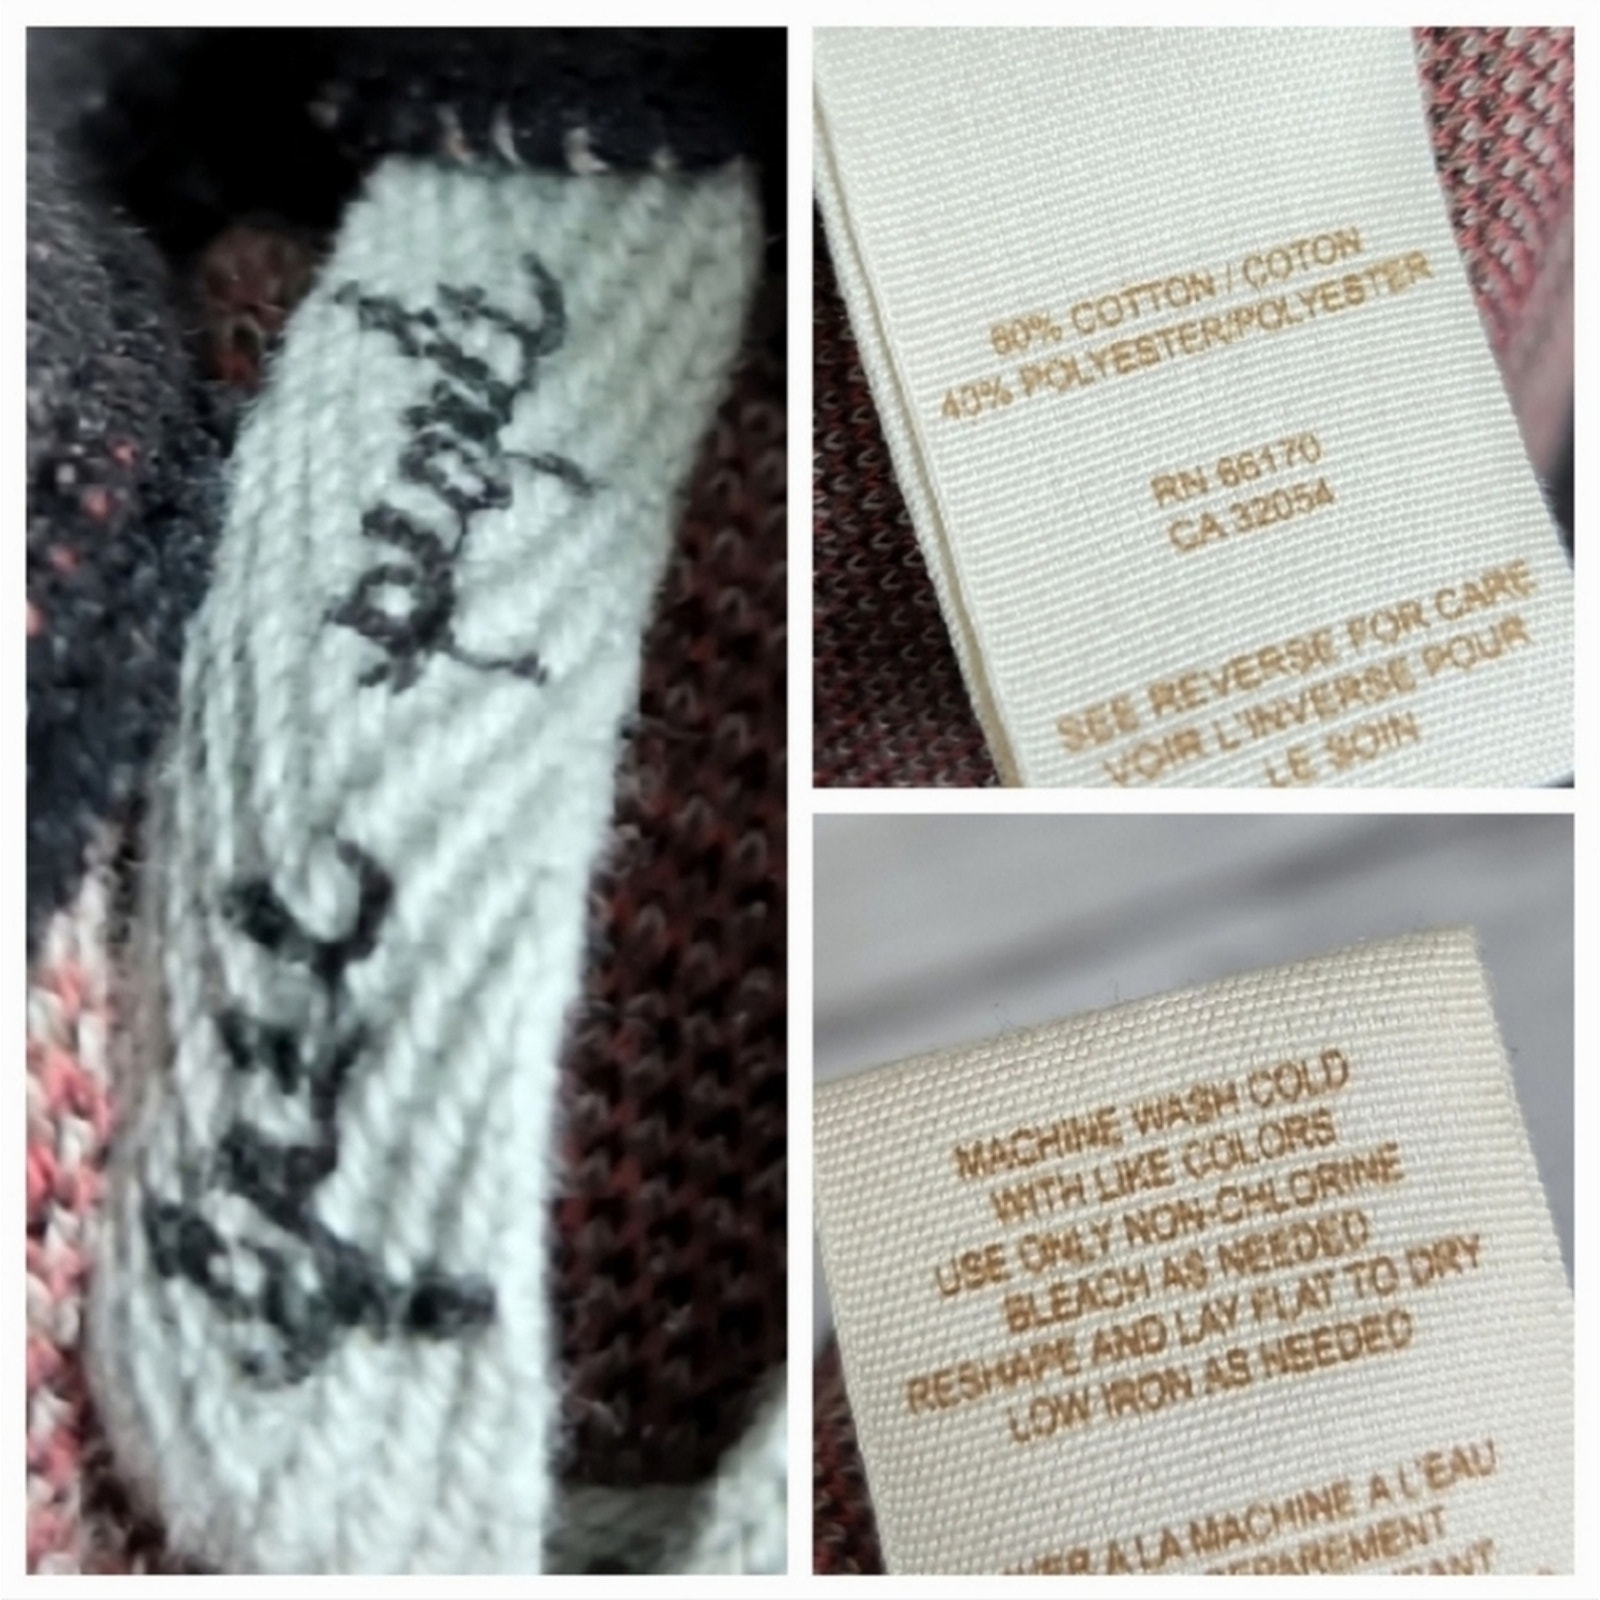 60% COTTON / COTON
40% POLYESTER/POLYESTER
RN 66170
CA 32054
SEE REVERSE FOR CARE
VOIR L'INVERSE POUR
LE SOIN
MACHINE WASH COLD
WITH LIKE COLORS
USE ONLY NON-CHLORINE
BLEACH AS NEEDED
RESHAPE AND LAY FLAT TO DRY
LOW IRON AS NEEDED
A LA MACHINE A L'EAU